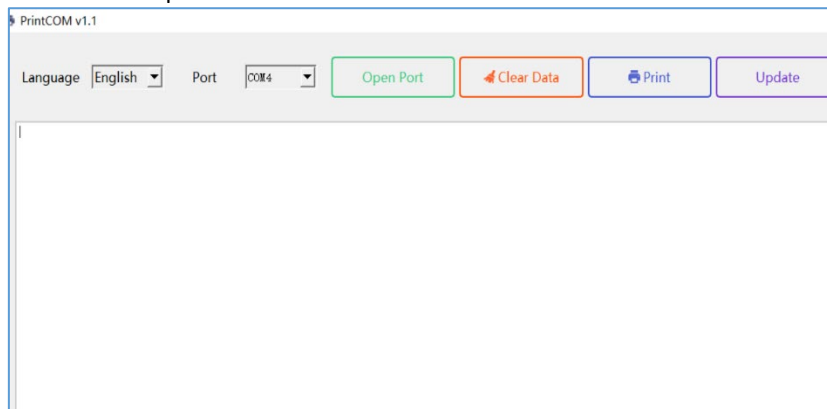 PrintCOM v1.1
Language English Port COM4 Open Port Clear Data Print Update